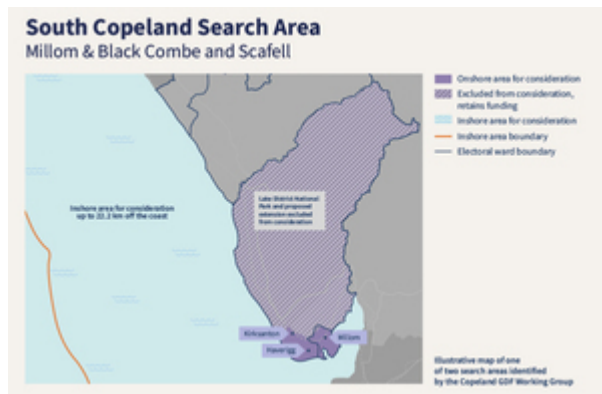 South Copeland Search Area
Millom & Black Combe and Scafell
Onshore area for consideration
Excluded from consideration,
retains funding
Inshore area for consideration
Inshore area boundary
Electoral ward boundary
Inshore area for consideration
up to 22.2 km off the coast
Lake District National
Park and proposed
extension excluded
from consideration
Kirksanton
Millom
Haverigg
Illustrative map of one
of two search areas identified
by the Copeland GDF Working Group